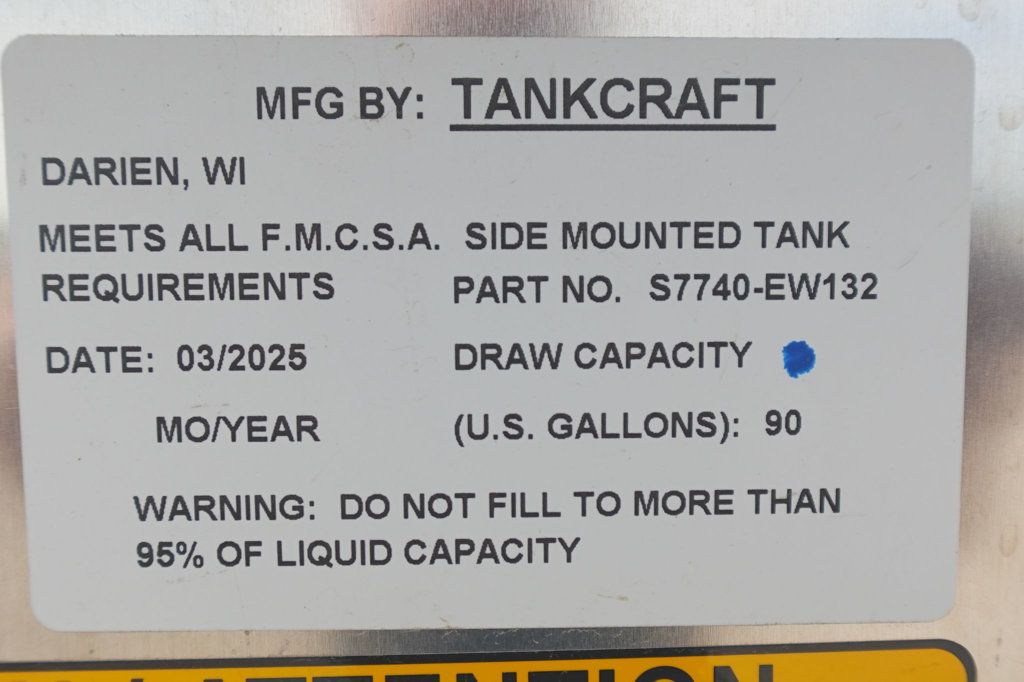 MFG BY: TANKCRAFT
DARIEN, WI
MEETS ALL F.M.C.S.A. SIDE MOUNTED TANK
REQUIREMENTS PART NO. S7740-EW132
DATE: 03/2025 DRAW CAPACITY
MO/YEAR (U.S. GALLONS): 90
WARNING: DO NOT FILL TO MORE THAN
95% OF LIQUID CAPACITY
ATTENTION